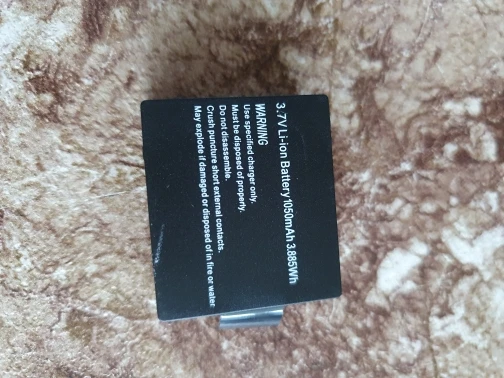 3.7V Li-ion Battery 1050mAh 3.885Wh
WARNING
Use specified charger only.
Must be disposed of properly.
Do not disassemble.
Crush puncture short external contacts.
May explode if damaged or disposed of in fire or water